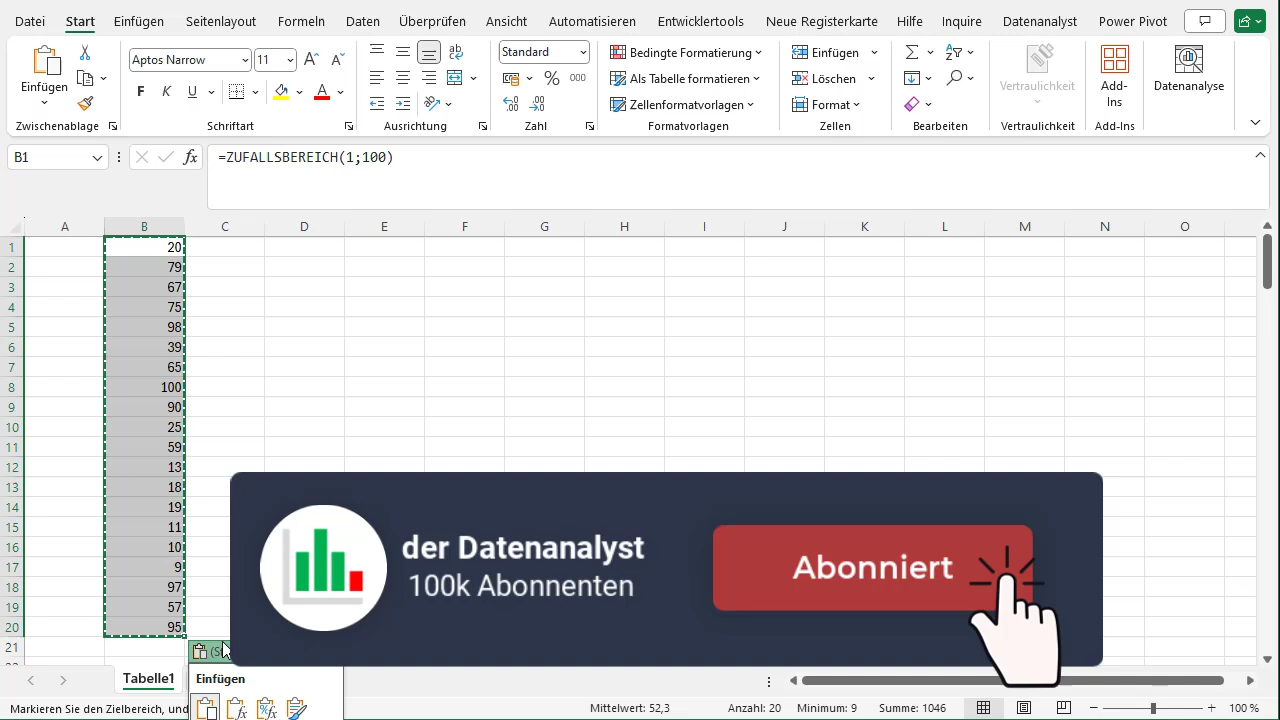 Datei Start Einfügen Seitenlayout Formeln Daten Überprüfen Ansicht Automatisieren Entwicklertools Neue Registerkarte Hilfe Inquire Datenanalyst Power Pivot
Einfügen
Zwischenablage
Aptos Narrow 11
F K U
Schriftart
Ausrichtung
Standard
% 000
Zahl
Bedingte Formatierung
Als Tabelle formatieren
Zellenformatvorlagen
Formatvorlagen
Einfügen
Löschen
Format
Zellen
Bearbeiten
Vertraulichkeit
Vertraulichkeit
Add-
Ins
Add-Ins
Datenanalyse
B1 fx =ZUFALLSBEREICH(1;100)
A B C D E F G H I J K L M N O
1 20
2 79
3 67
4 75
5 98
6 39
7 65
8 100
9 90
10 25
11 59
12 13
13 18
14 19
15 11
16 10
17 9
18 97
19 57
20 95
21
der Datenanalyst
100k Abonnenten
Abonniert
Tabelle1
Einfügen
Markieren Sie den Zielbereich, und
Mittelwert: 52,3 Anzahl: 20 Minimum: 9 Summe: 1046 100 %